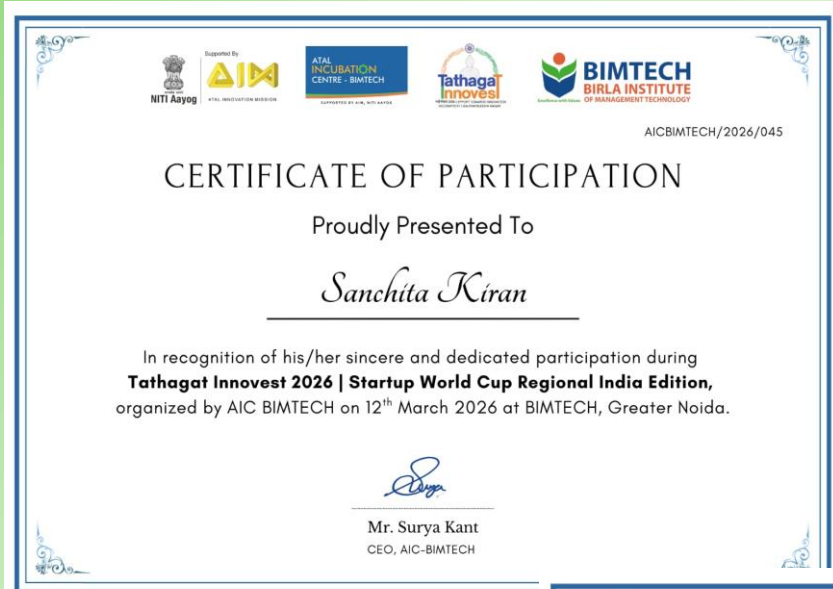 Supported By
NITI Aayog
AIM
ATAL INNOVATION MISSION
ATAL
INCUBATION
CENTRE - BIMTECH
SUPPORTED BY AIM, NITI AAYOG
Tathagat
Innovest
BIMTECH
BIRLA INSTITUTE
OF MANAGEMENT TECHNOLOGY
Excellence with Values
AICBIMTECH/2026/045
CERTIFICATE OF PARTICIPATION
Proudly Presented To
Sanchita Kiran
In recognition of his/her sincere and dedicated participation during
Tathagat Innovest 2026 | Startup World Cup Regional India Edition,
organized by AIC BIMTECH on 12th March 2026 at BIMTECH, Greater Noida.
Mr. Surya Kant
CEO, AIC-BIMTECH